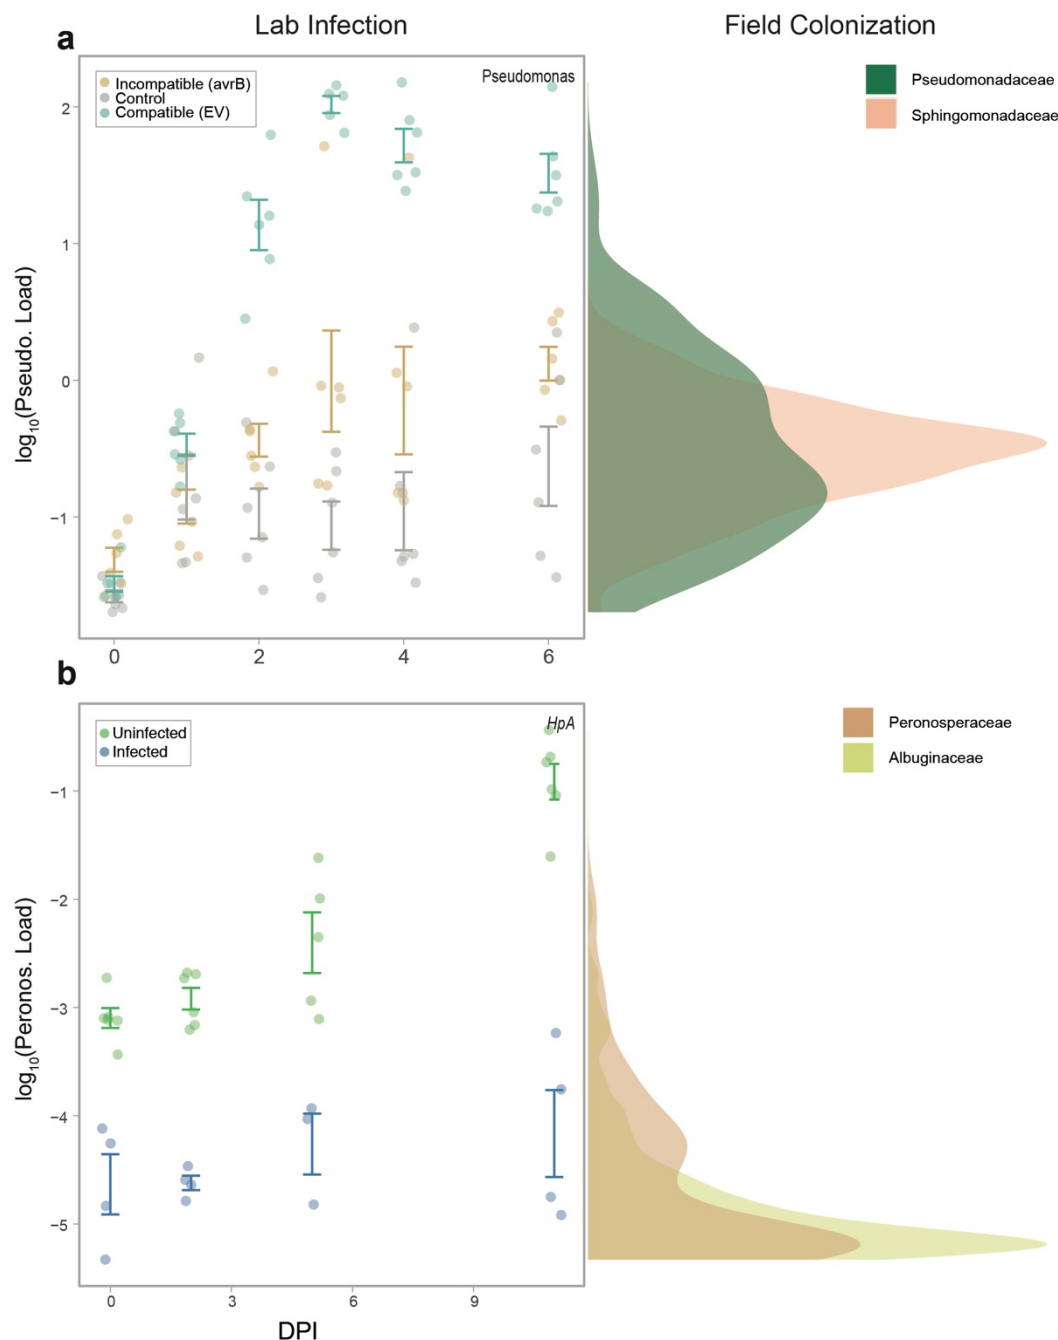 Lab Infection
Field Colonization
a
Pseudomonas
Incompatible (avrB)
Control
Compatible (EV)
Pseudomonadaceae
Sphingomonadaceae
log10(Pseudo. Load)
2
1
0
−1
0
2
4
6
b
HpA
Uninfected
Infected
Peronosperaceae
Albuginaceae
log10(Peronos. Load)
−1
−2
−3
−4
−5
0
3
6
9
DPI